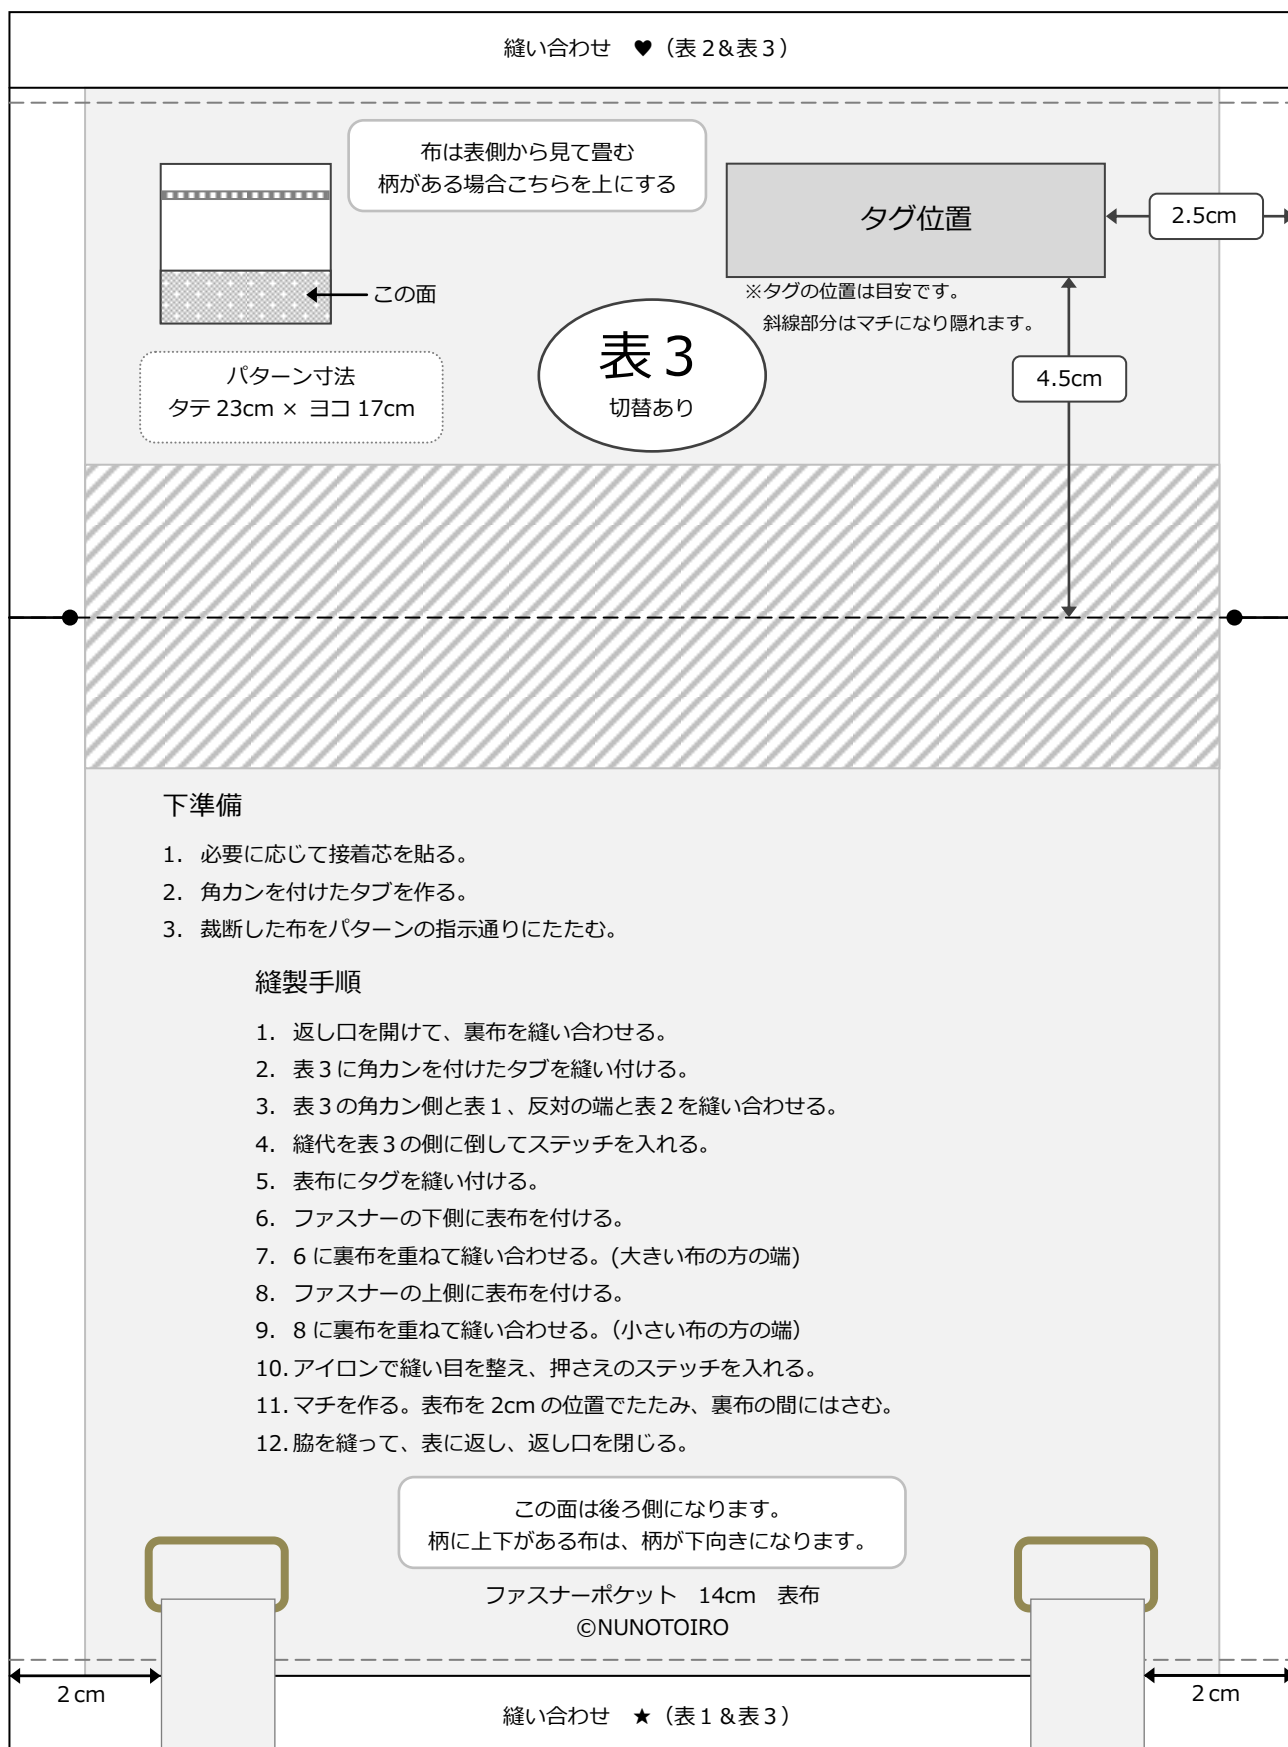 縫い合わせ　♥（表２&表３）
布は表側から見て畳む
柄がある場合こちらを上にする
タグ位置
2.5cm
この面
※タグの位置は目安です。
斜線部分はマチになり隠れます。
表３
切替あり
4.5cm
パターン寸法
タテ 23cm × ヨコ 17cm
下準備
1. 必要に応じて接着芯を貼る。
2. 角カンを付けたタブを作る。
3. 裁断した布をパターンの指示通りにたたむ。
縫製手順
1. 返し口を開けて、裏布を縫い合わせる。
2. 表３に角カンを付けたタブを縫い付ける。
3. 表３の角カン側と表１、反対の端と表２を縫い合わせる。
4. 縫代を表３の側に倒してステッチを入れる。
5. 表布にタグを縫い付ける。
6. ファスナーの下側に表布を付ける。
7. 6 に裏布を重ねて縫い合わせる。(大きい布の方の端)
8. ファスナーの上側に表布を付ける。
9. 8 に裏布を重ねて縫い合わせる。（小さい布の方の端）
10. アイロンで縫い目を整え、押さえのステッチを入れる。
11. マチを作る。表布を 2cm の位置でたたみ、裏布の間にはさむ。
12. 脇を縫って、表に返し、返し口を閉じる。
この面は後ろ側になります。
柄に上下がある布は、柄が下向きになります。
ファスナーポケット　14cm　表布
©NUNOTOIRO
2 cm
2 cm
縫い合わせ　★（表１&表３）